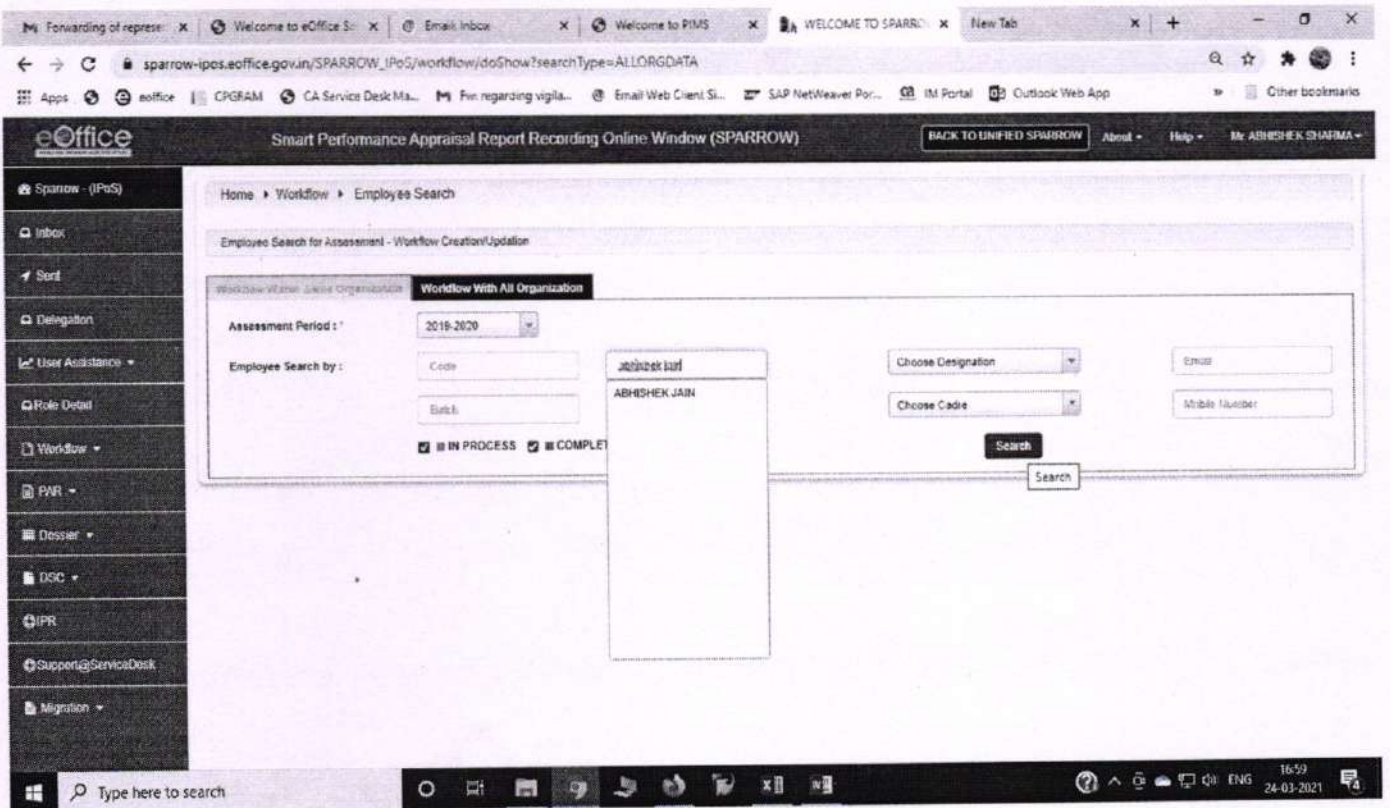 Forwarding of represe x Welcome to eOffice Se x Email: Inbox x Welcome to PIMS x WELCOME TO SPARRO x New Tab x +
sparrow-ipos.eoffice.gov.in/SPARROW_IPoS/workflow/doShow?searchType=ALLORGDATA
Apps eoffice CPGRAM CA Service Desk Ma... Fw: regarding vigila... Email Web Client Si... SAP NetWeaver Por... IM Portal Outlook Web App » Other bookmarks
eOffice Smart Performance Appraisal Report Recording Online Window (SPARROW) BACK TO UNIFIED SPARROW About Help Mr. ABHISHEK SHARMA
Sparrow - (IPoS)
Home Workflow Employee Search
Inbox
Employee Search for Assessment - Workflow Creation/Updation
Sent
Workflow Within Same Organization Workflow With All Organization
Delegation
Assessment Period : * 2019-2020
User Assistance
Employee Search by : Code abhishek jain Choose Designation Email
ABHISHEK JAIN
Role Detail
Batch Choose Cadre Mobile Number
Workflow
IN PROCESS COMPLET Search
Search
PAR
Dossier
DSC
IPR
Support@ServiceDesk
Migration
Type here to search ENG 16:59
24-03-2021 4